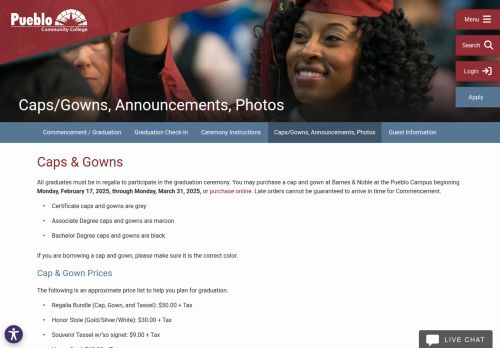 Pueblo
Community College
Menu
Search
Login
Apply
Caps/Gowns, Announcements, Photos
Commencement / Graduation
Graduation Check-In
Ceremony Instructions
Caps/Gowns, Announcements, Photos
Guest Information
Caps & Gowns
All graduates must be in regalia to participate in the graduation ceremony. You may purchase a cap and gown at Barnes & Noble at the Pueblo Campus beginning
Monday, February 17, 2025, through Monday, March 31, 2025, or purchase online. Late orders cannot be guaranteed to arrive in time for Commencement.
• Certificate caps and gowns are grey
• Associate Degree caps and gowns are maroon
• Bachelor Degree caps and gowns are black
If you are borrowing a cap and gown, please make sure it is the correct color.
Cap & Gown Prices
The following is an approximate price list to help you plan for graduation.
• Regalia Bundle (Cap, Gown, and Tassel): $50.00 + Tax
• Honor Stole (Gold/Silver/White): $30.00 + Tax
• Souvenir Tassel w/'so signet: $9.00 + Tax
LIVE CHAT